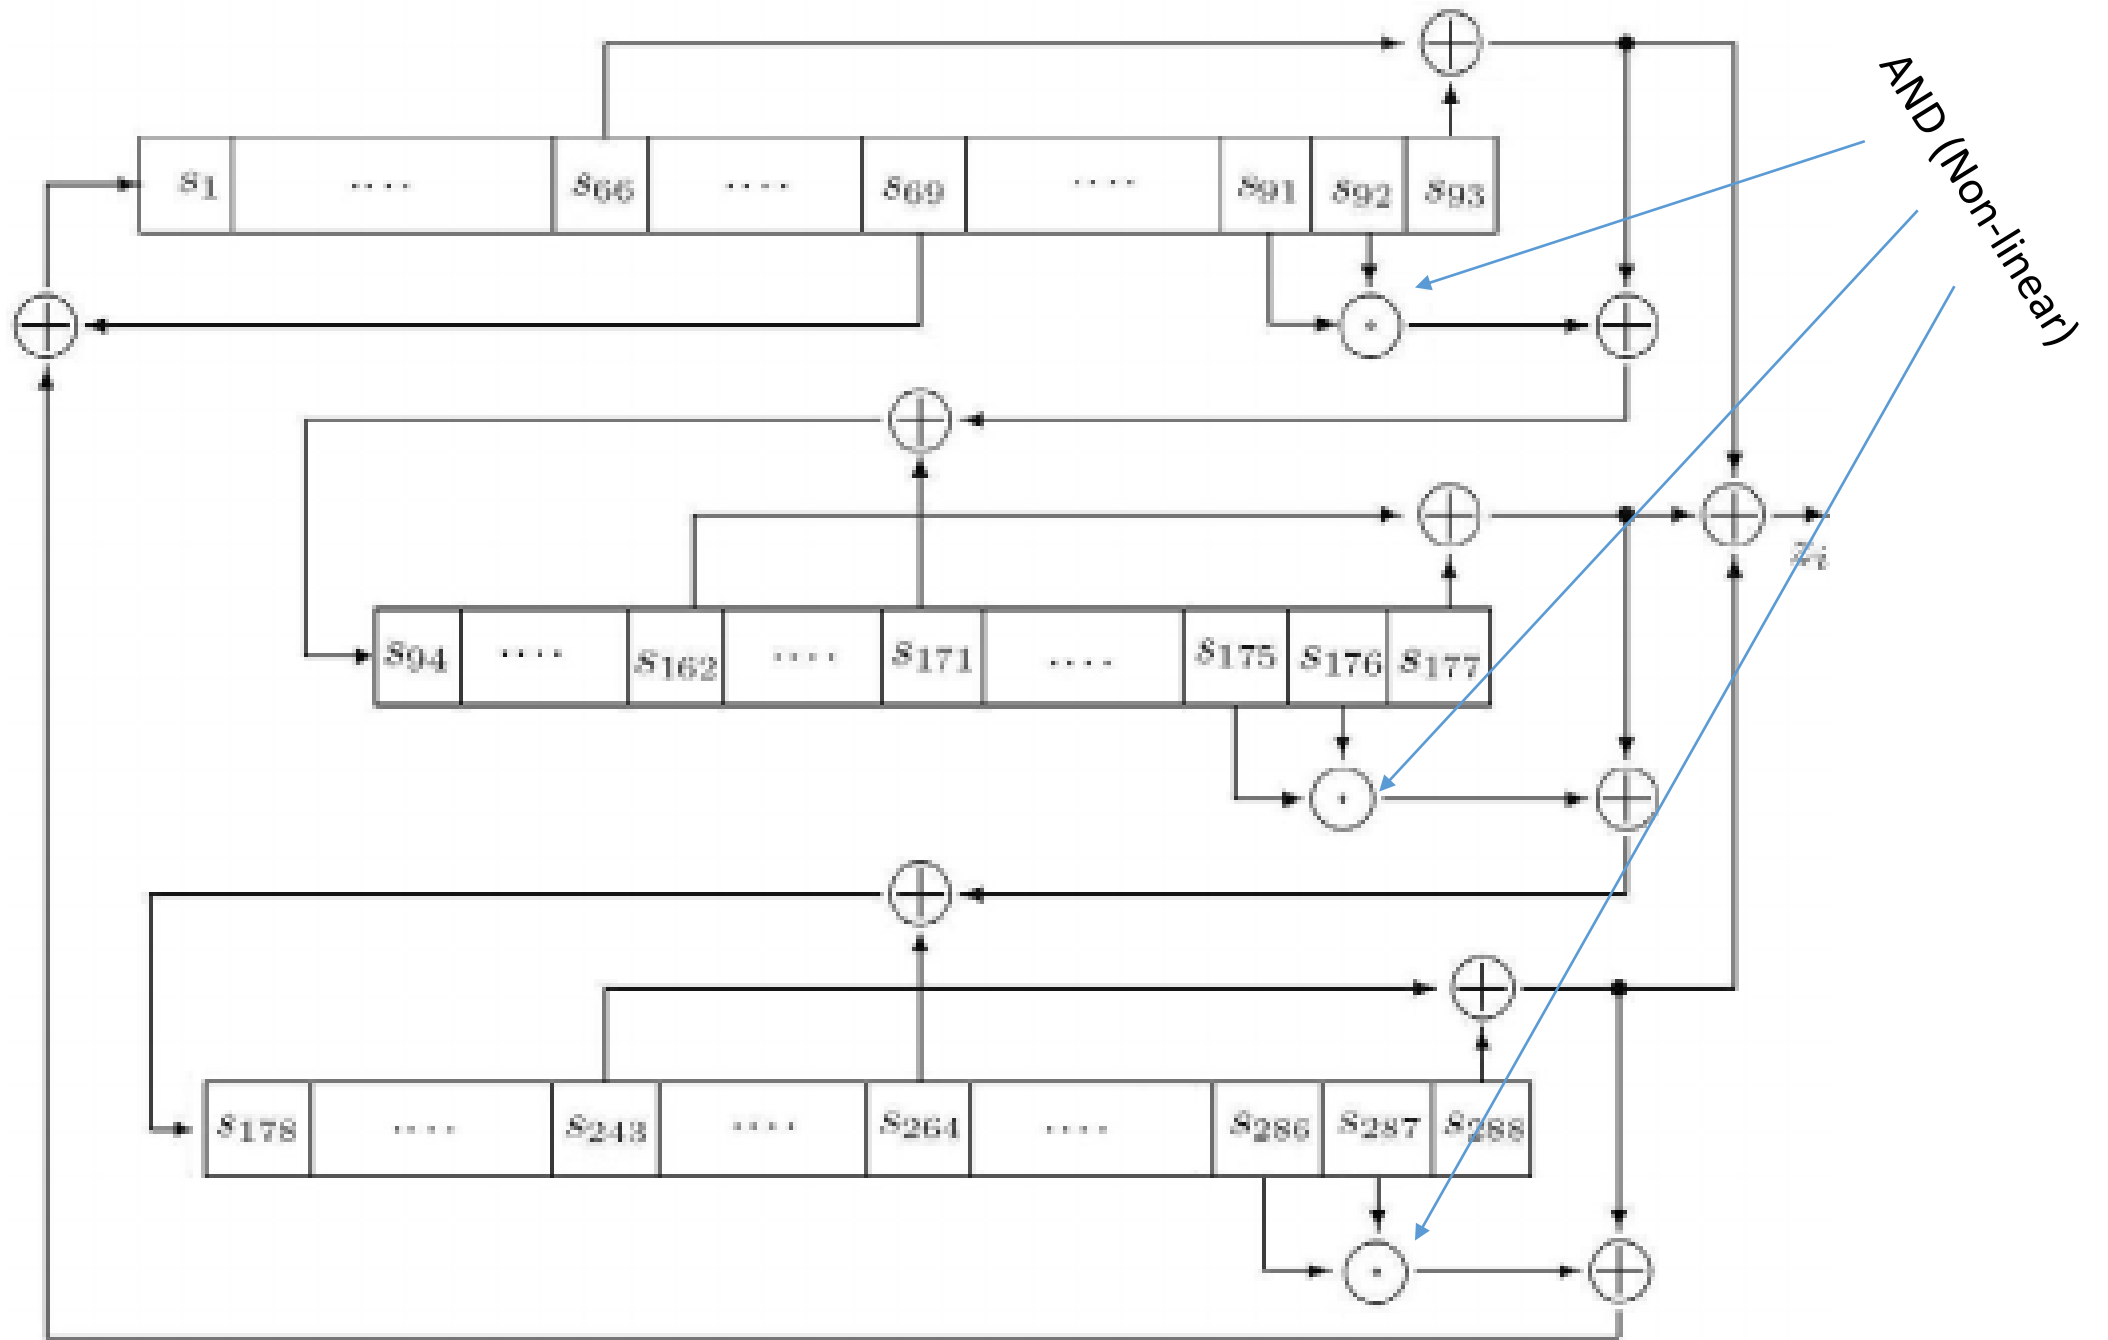 AND (Non-linear)
s1 .... s66 .... s69 .... s91 s92 s93
s94 .... s162 .... s171 .... s175 s176 s177
zi
s178 .... s243 .... s264 .... s286 s287 s288